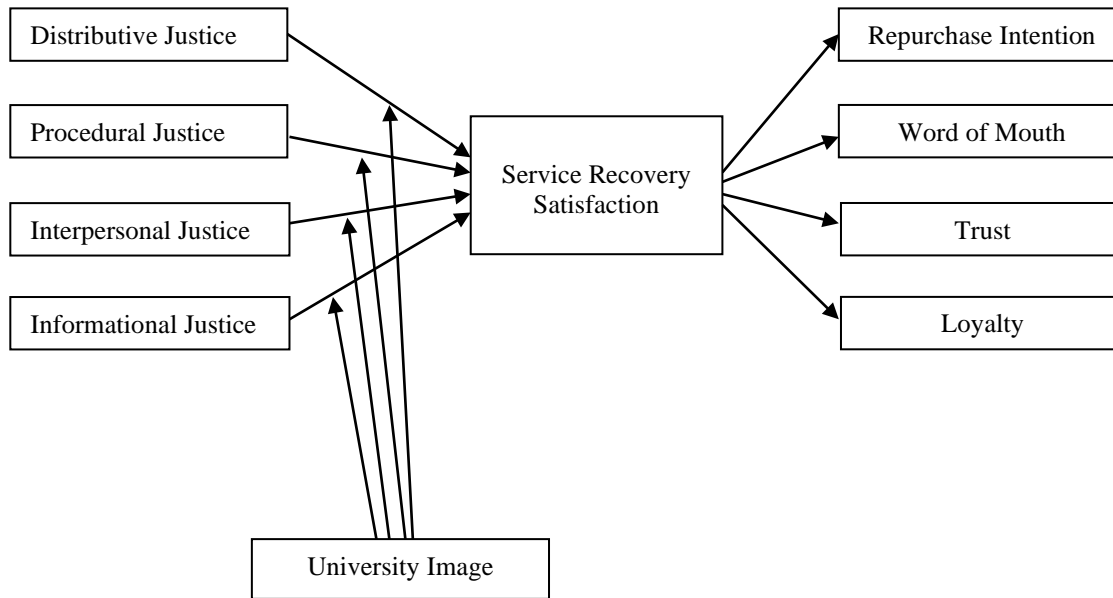 Distributive Justice
Procedural Justice
Interpersonal Justice
Informational Justice
Service Recovery
Satisfaction
Repurchase Intention
Word of Mouth
Trust
Loyalty
University Image